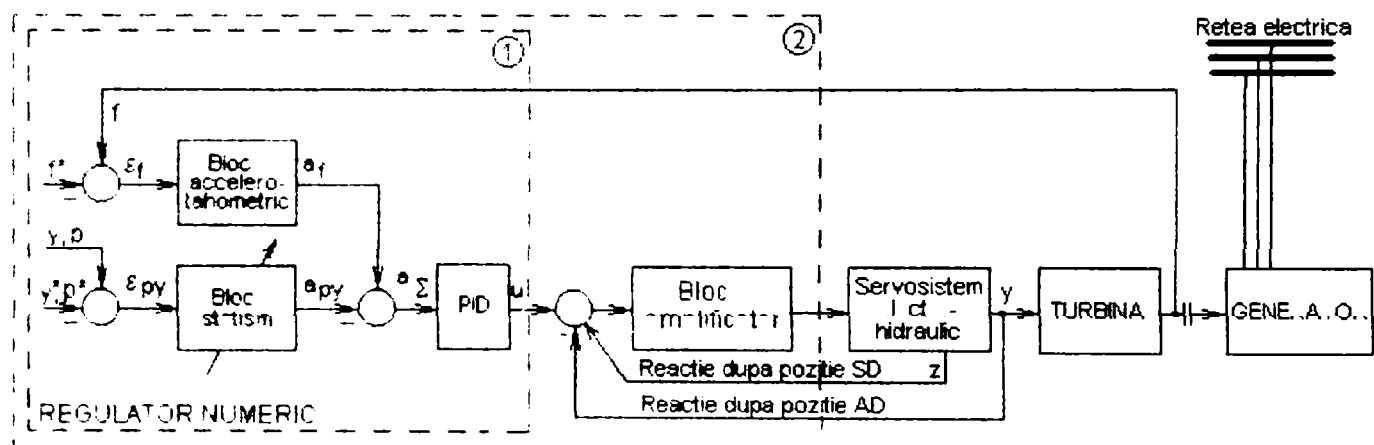 Retea electrica
1
2
f
f*
εf
Bloc
accelero-
tahometric
af
y,p
y*,p*
εpy
Bloc
statism
apy
aΣ
PID
u
Bloc
Servosistem
hidraulic
y
TURBINA
Reactie dupa pozitie SD
z
Reactie dupa pozitie AD
REGULATOR NUMERIC